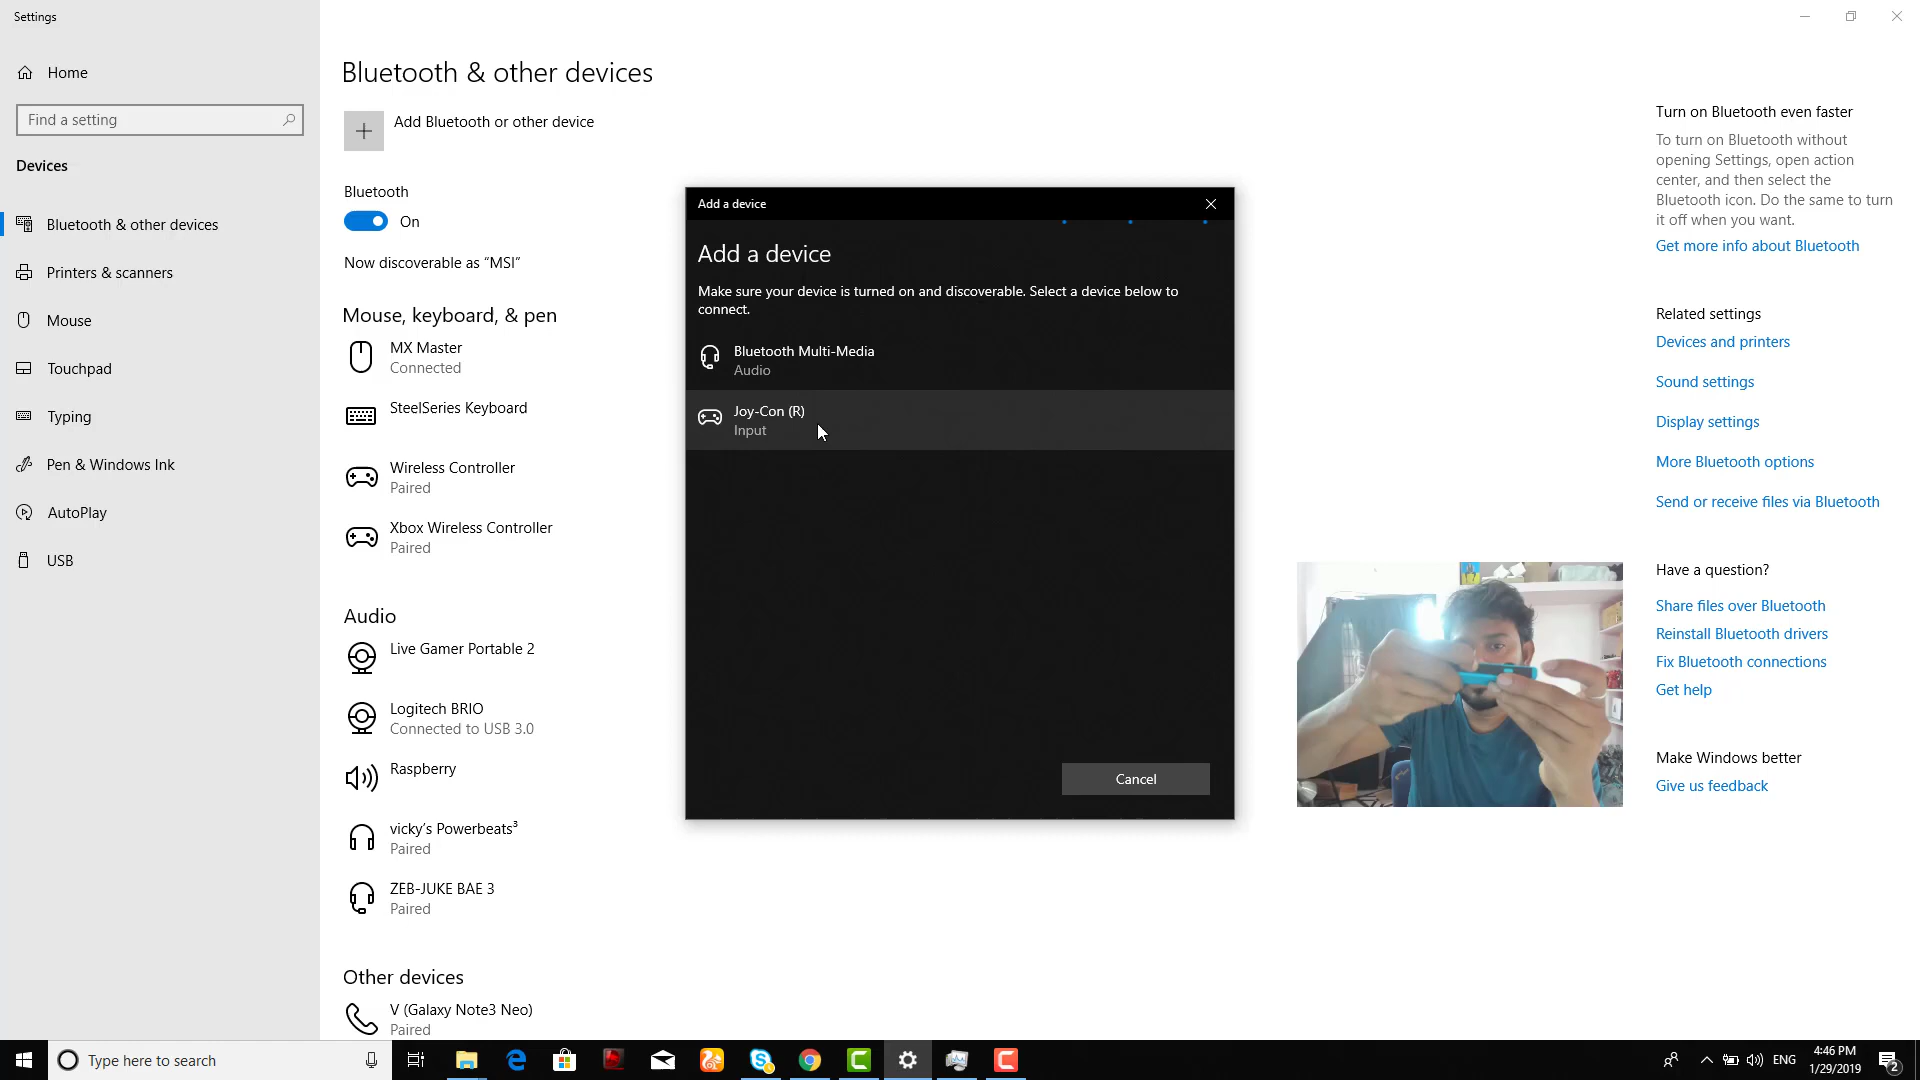 Settings
Home
Find a setting
Devices
Bluetooth & other devices
Printers & scanners
Mouse
Touchpad
Typing
Pen & Windows Ink
AutoPlay
USB
Bluetooth & other devices
Add Bluetooth or other device
Bluetooth
On
Now discoverable as “MSI”
Mouse, keyboard, & pen
MX Master
Connected
SteelSeries Keyboard
Wireless Controller
Paired
Xbox Wireless Controller
Paired
Audio
Live Gamer Portable 2
Logitech BRIO
Connected to USB 3.0
Raspberry
vicky’s Powerbeats³
Paired
ZEB-JUKE BAE 3
Paired
Other devices
V (Galaxy Note3 Neo)
Paired
Add a device
Add a device
Make sure your device is turned on and discoverable. Select a device below to
connect.
Bluetooth Multi-Media
Audio
Joy-Con (R)
Input
Cancel
Turn on Bluetooth even faster
To turn on Bluetooth without
opening Settings, open action
center, and then select the
Bluetooth icon. Do the same to turn
it off when you want.
Get more info about Bluetooth
Related settings
Devices and printers
Sound settings
Display settings
More Bluetooth options
Send or receive files via Bluetooth
Have a question?
Share files over Bluetooth
Reinstall Bluetooth drivers
Fix Bluetooth connections
Get help
Make Windows better
Give us feedback
Type here to search
ENG
4:46 PM
1/29/2019
2